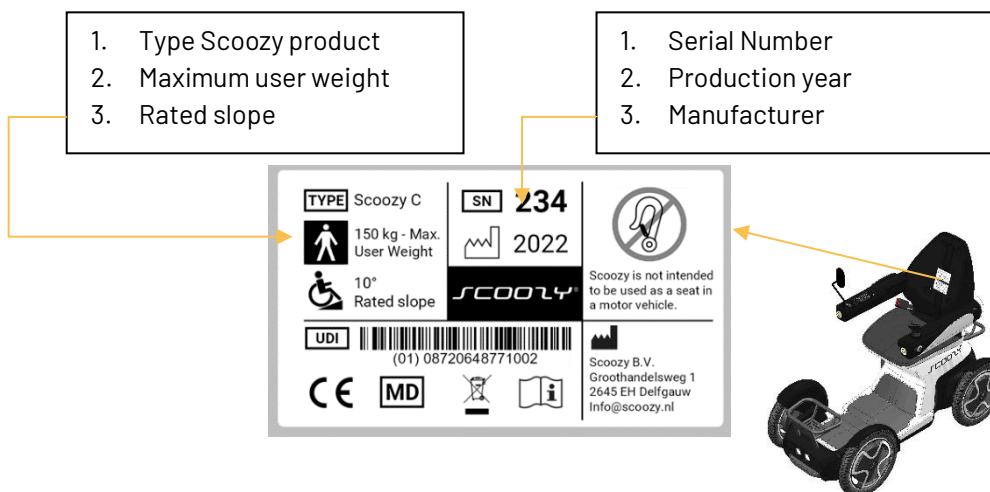 1. Type Scoozy product
2. Maximum user weight
3. Rated slope
1. Serial Number
2. Production year
3. Manufacturer
TYPE Scoozy C
150 kg - Max.
User Weight
10°
Rated slope
SN 234
2022
SCOOZY®
Scoozy is not intended
to be used as a seat in
a motor vehicle.
UDI
(01) 08720648771002
CE MD
Scoozy B.V.
Groothandelsweg 1
2645 EH Delfgauw
Info@scoozy.nl
SCOOZY